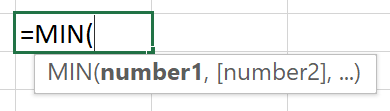 =MIN(
MIN(number1, [number2], ...)